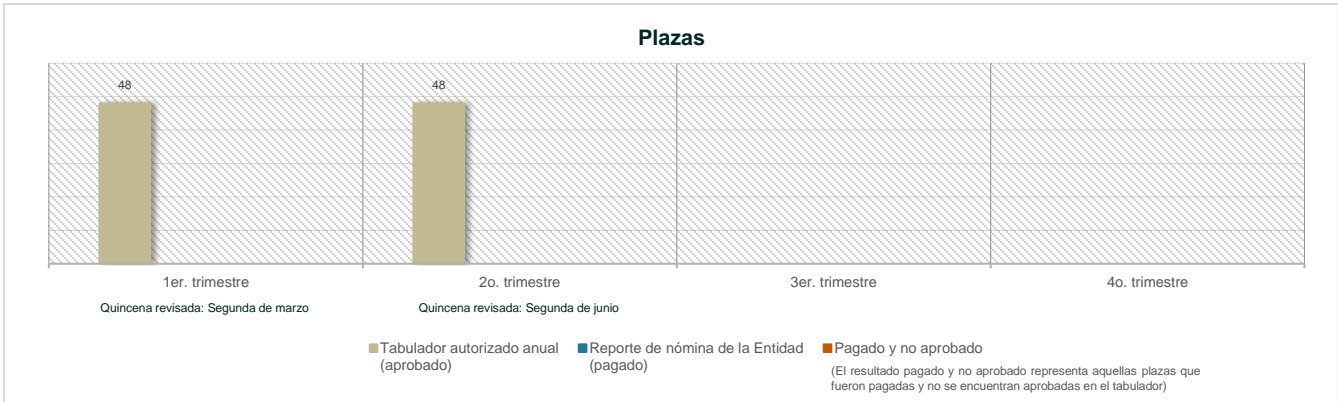 Plazas
48
48
1er. trimestre
2o. trimestre
3er. trimestre
4o. trimestre
Quincena revisada: Segunda de marzo
Quincena revisada: Segunda de junio
Tabulador autorizado anual
(aprobado)
Reporte de nómina de la Entidad
(pagado)
Pagado y no aprobado
(El resultado pagado y no aprobado representa aquellas plazas que
fueron pagadas y no se encuentran aprobadas en el tabulador)